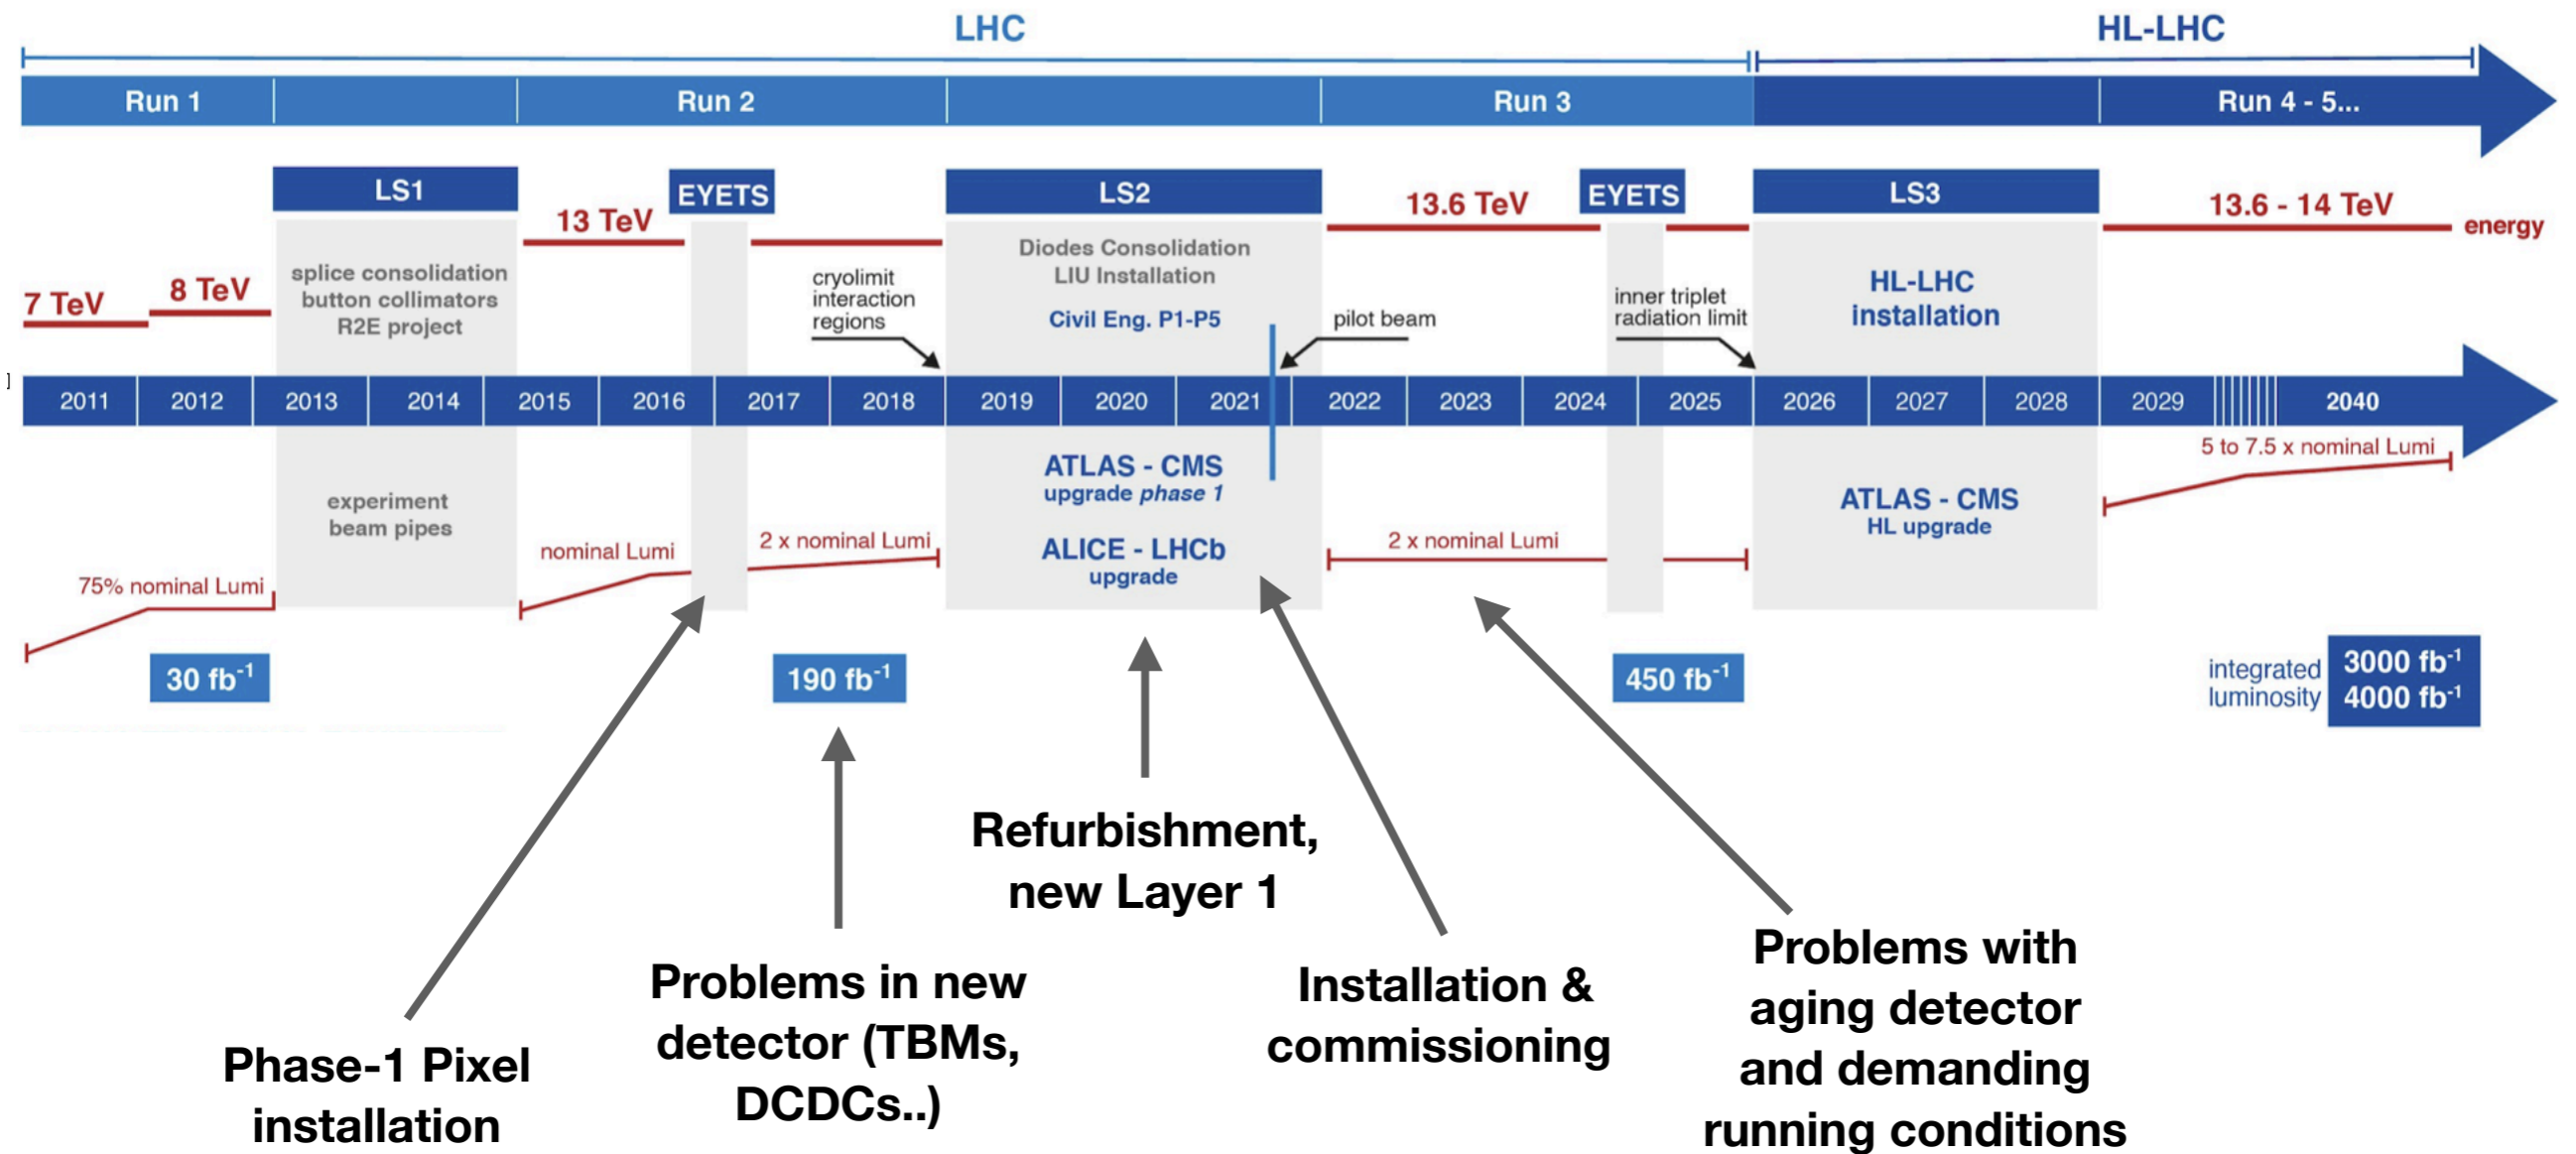 LHC
HL-LHC
Run 1
Run 2
Run 3
Run 4 - 5...
LS1
EYETS
LS2
EYETS
LS3
13 TeV
13.6 TeV
13.6 - 14 TeV
energy
7 TeV
8 TeV
splice consolidation
button collimators
R2E project
cryolimit
interaction
regions
Diodes Consolidation
LIU Installation
Civil Eng. P1-P5
pilot beam
inner triplet
radiation limit
HL-LHC
installation
]
2011
2012
2013
2014
2015
2016
2017
2018
2019
2020
2021
2022
2023
2024
2025
2026
2027
2028
2029
2040
5 to 7.5 x nominal Lumi
experiment
beam pipes
ATLAS - CMS
upgrade phase 1
ALICE - LHCb
upgrade
ATLAS - CMS
HL upgrade
75% nominal Lumi
nominal Lumi
2 x nominal Lumi
2 x nominal Lumi
30 fb⁻¹
190 fb⁻¹
450 fb⁻¹
integrated
luminosity
3000 fb⁻¹
4000 fb⁻¹
Phase-1 Pixel
installation
Problems in new
detector (TBMs,
DCDCs..)
Refurbishment,
new Layer 1
Installation &
commissioning
Problems with
aging detector
and demanding
running conditions